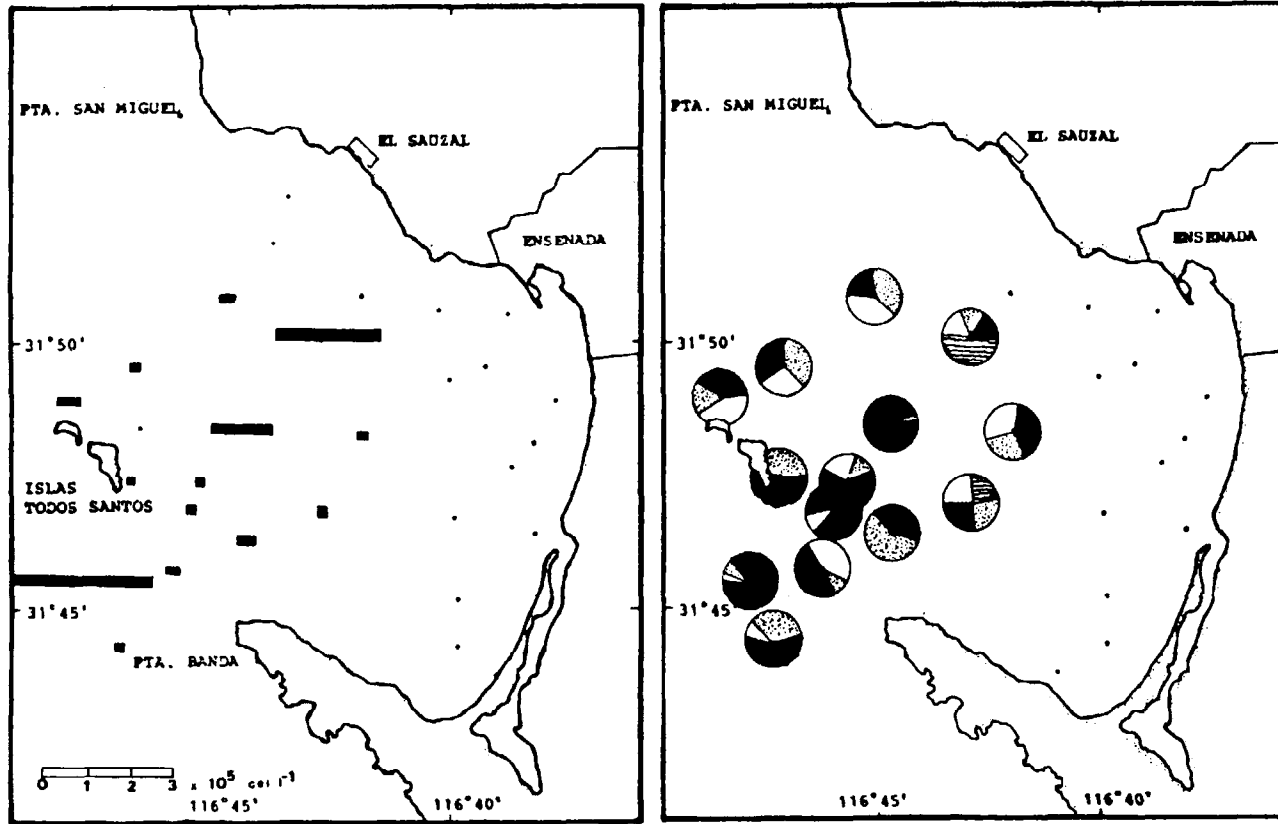 PTA. SAN MIGUEL
EL SAUZAL
ENSENADA
31°50'
ISLAS
TODOS SANTOS
31°45'
PTA. BANDA
0 1 2 3 x 10⁵ cel l⁻¹
116°45' 116°40'
PTA. SAN MIGUEL
EL SAUZAL
ENSENADA
31°50'
31°45'
116°45' 116°40'